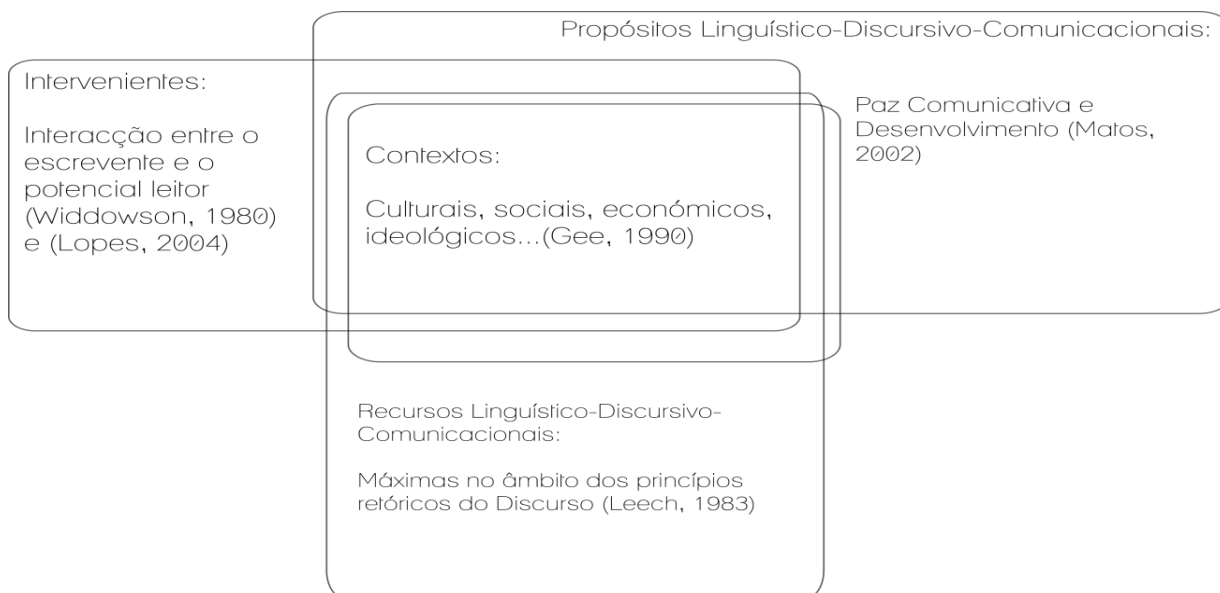 Propósitos Linguístico-Discursivo-Comunicacionais:
Intervenientes:
Interacção entre o
escrevente e o
potencial leitor
(Widdowson, 1980)
e (Lopes, 2004)
Contextos:
Culturais, sociais, económicos,
ideológicos...(Gee, 1990)
Paz Comunicativa e
Desenvolvimento (Matos,
2002)
Recursos Linguístico-Discursivo-
Comunicacionais:
Máximas no âmbito dos princípios
retóricos do Discurso (Leech, 1983)